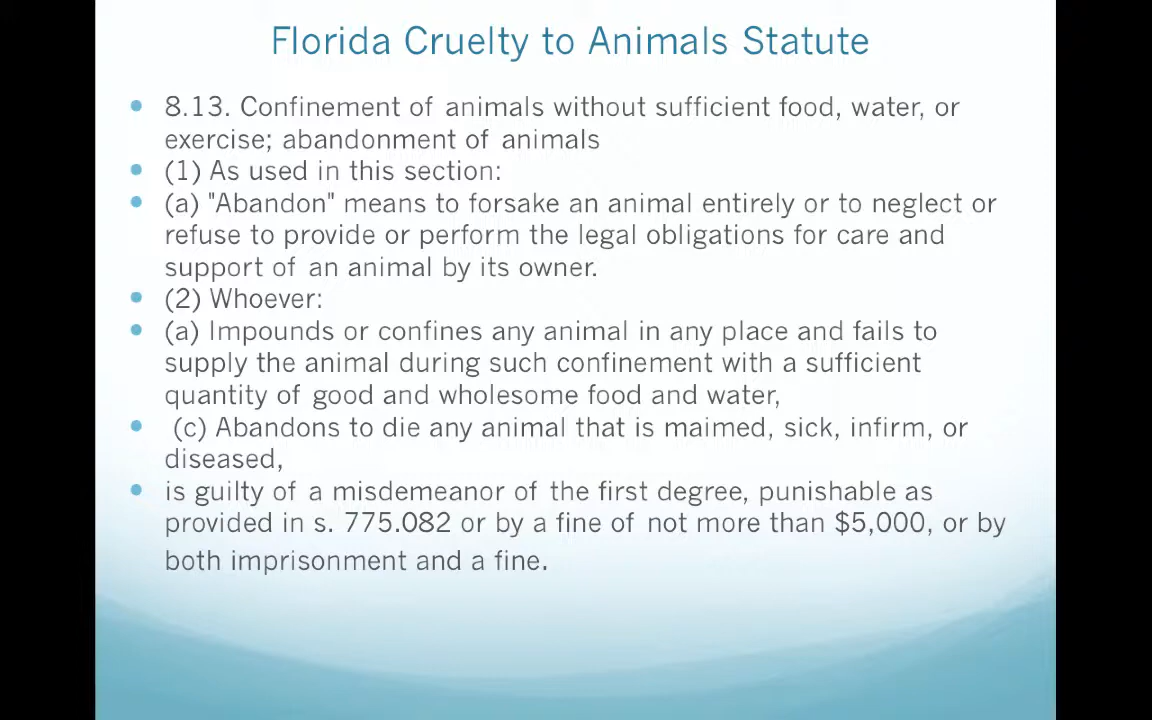 Florida Cruelty to Animals Statute
• 8.13. Confinement of animals without sufficient food, water, or
exercise; abandonment of animals
• (1) As used in this section:
• (a) "Abandon" means to forsake an animal entirely or to neglect or
refuse to provide or perform the legal obligations for care and
support of an animal by its owner.
• (2) Whoever:
• (a) Impounds or confines any animal in any place and fails to
supply the animal during such confinement with a sufficient
quantity of good and wholesome food and water,
• (c) Abandons to die any animal that is maimed, sick, infirm, or
diseased,
• is guilty of a misdemeanor of the first degree, punishable as
provided in s. 775.082 or by a fine of not more than $5,000, or by
both imprisonment and a fine.